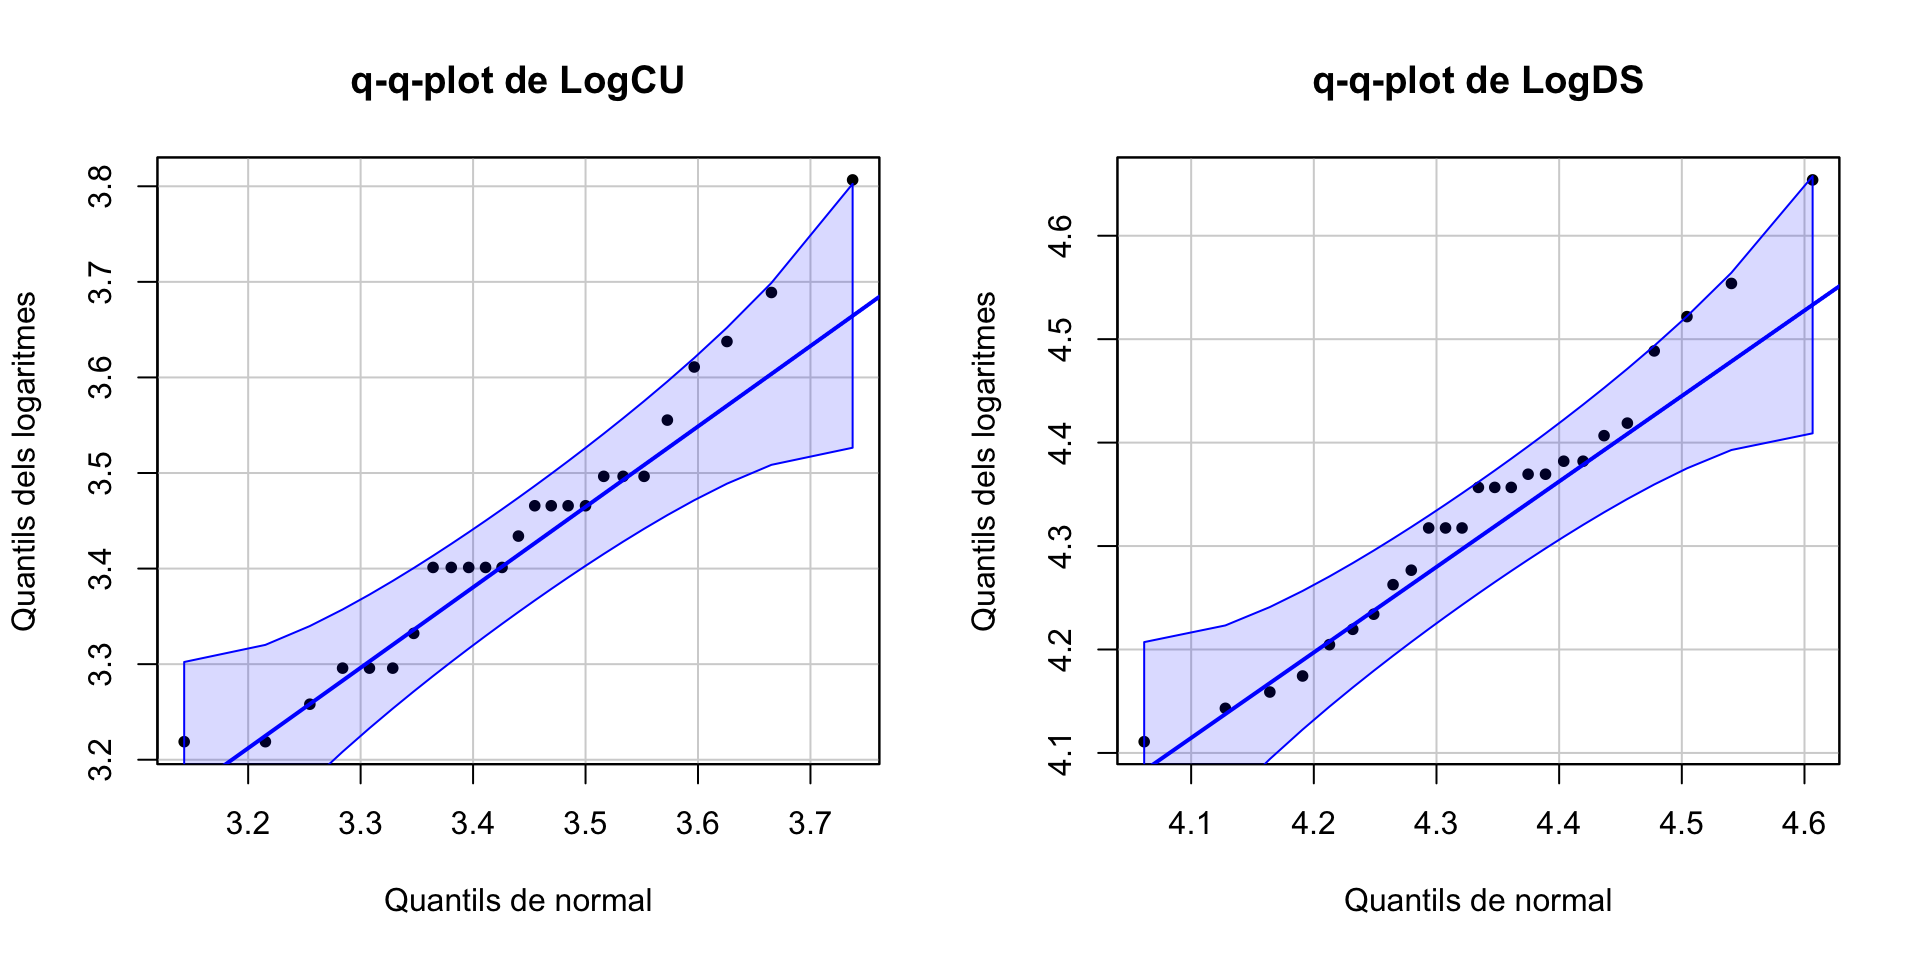 q-q-plot de LogCU
Quantils dels logaritmes
3.8
3.7
3.6
3.5
3.4
3.3
3.2
3.2 3.3 3.4 3.5 3.6 3.7
Quantils de normal
q-q-plot de LogDS
Quantils dels logaritmes
4.6
4.5
4.4
4.3
4.2
4.1
4.1 4.2 4.3 4.4 4.5 4.6
Quantils de normal